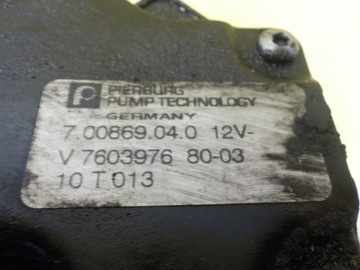 PIERBURG
PUMP TECHNOLOGY
GERMANY
7.00869.04.0 12V-
V 7603976 80-03
10 T 013